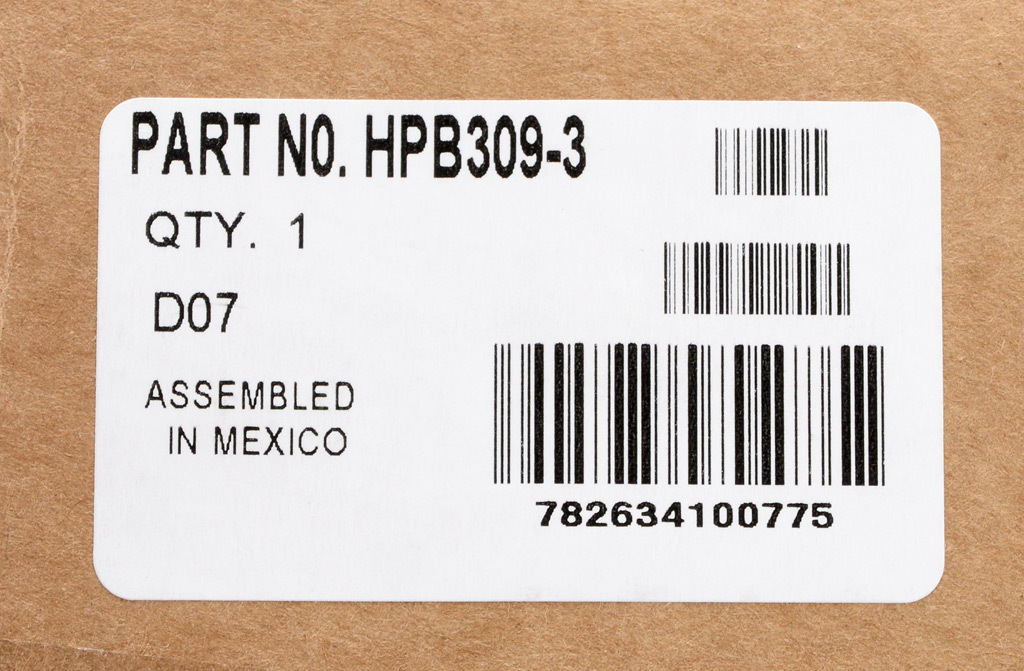 PART NO. HPB309-3
QTY. 1
D07
ASSEMBLED
IN MEXICO
782634100775